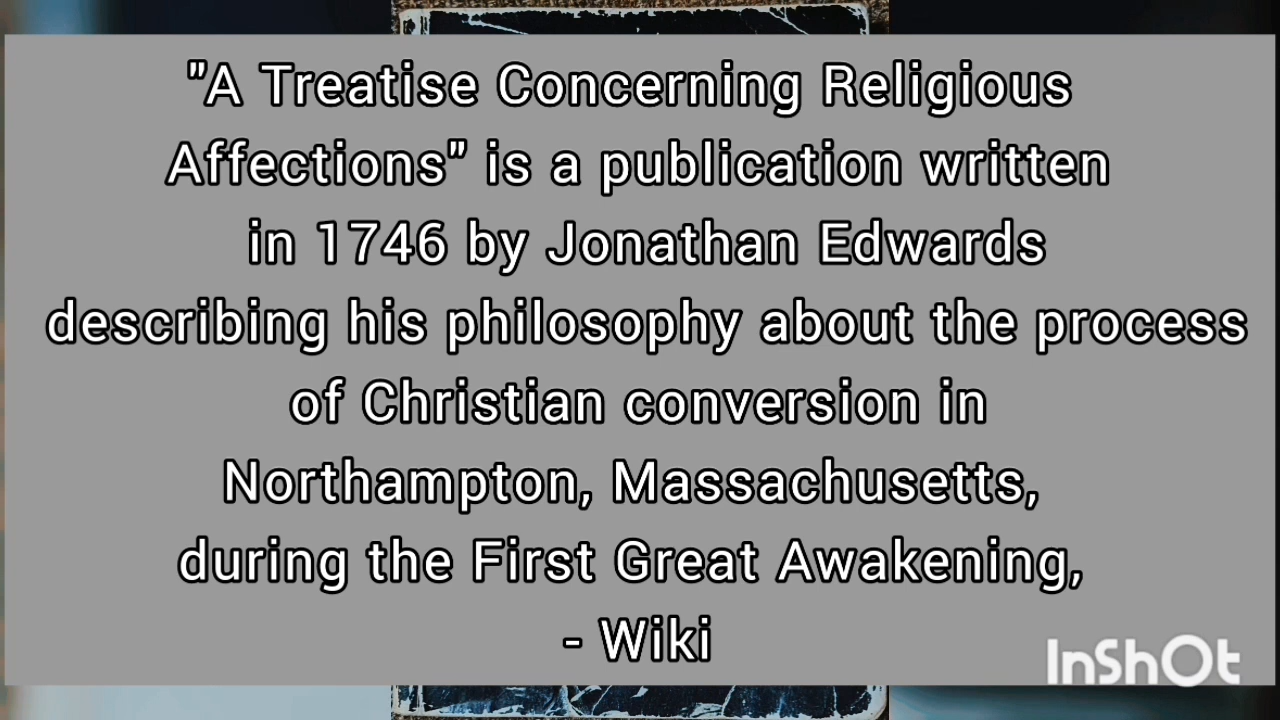 "A Treatise Concerning Religious
Affections" is a publication written
in 1746 by Jonathan Edwards
describing his philosophy about the process
of Christian conversion in
Northampton, Massachusetts,
during the First Great Awakening,
- Wiki
InShOt